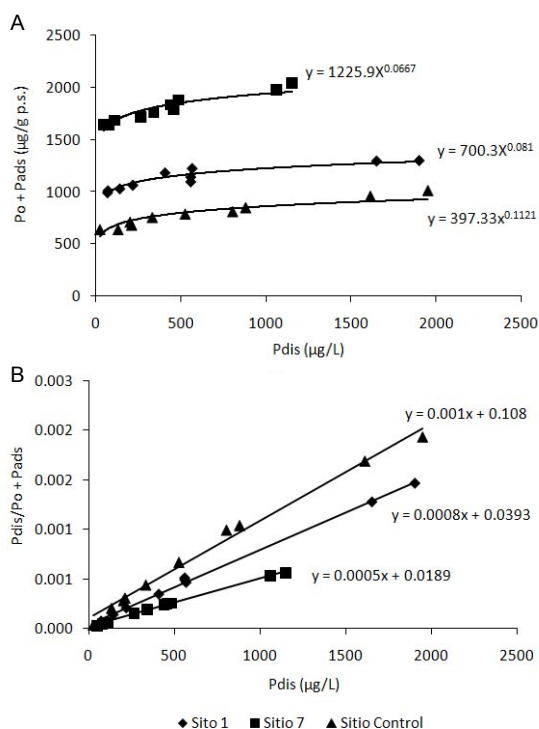 A
2500
2000
1500
1000
500
0
Po + Pads (µg/g p.s.)
y = 1225.9X^0.0667
y = 700.3X^0.081
y = 397.33x^0.1121
0 500 1000 1500 2000 2500
Pdis (µg/L)
B
0.003
0.002
0.002
0.001
0.001
0.000
Pdis/Po + Pads
y = 0.001x + 0.108
y = 0.0008x + 0.0393
y = 0.0005x + 0.0189
0 500 1000 1500 2000 2500
Pdis (µg/L)
Sito 1 Sitio 7 Sitio Control